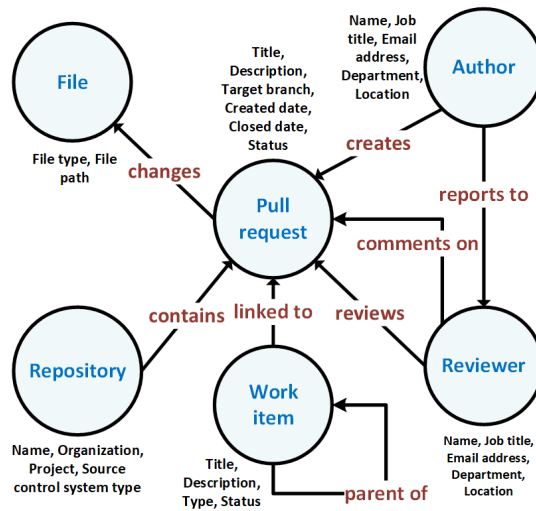 File
File type, File
path
Title,
Description,
Target branch,
Created date,
Closed date,
Status
Name, Job
title, Email
address,
Department,
Location
Author
creates
changes
reports to
Pull
request
comments on
contains
linked to
reviews
Repository
Name, Organization,
Project, Source
control system type
Work
item
Title,
Description,
Type, Status
parent of
Reviewer
Name, Job title,
Email address,
Department,
Location